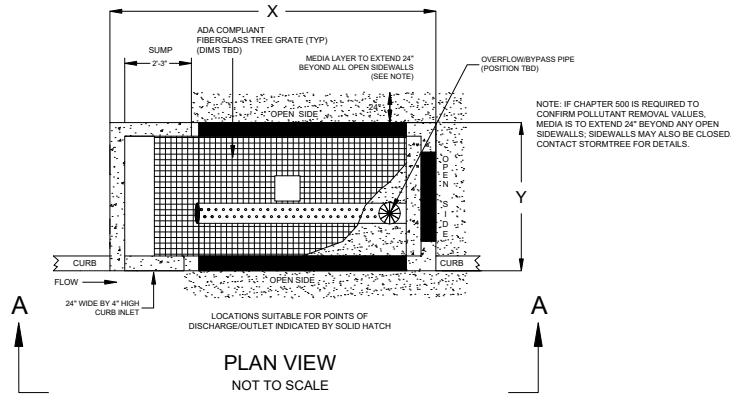 X
ADA COMPLIANT
FIBERGLASS TREE GRATE (TYP)
(DIMS TBD)
SUMP
2'-3"
MEDIA LAYER TO EXTEND 24"
BEYOND ALL OPEN SIDEWALLS
(SEE NOTE)
OVERFLOW/BYPASS PIPE
(POSITION TBD)
24"
OPEN SIDE
NOTE: IF CHAPTER 500 IS REQUIRED TO
CONFIRM POLLUTANT REMOVAL VALUES,
MEDIA IS TO EXTEND 24" BEYOND ANY OPEN
SIDEWALLS; SIDEWALLS MAY ALSO BE CLOSED.
CONTACT STORMTREE FOR DETAILS.
OPEN SIDE
Y
CURB
CURB
FLOW
OPEN SIDE
24" WIDE BY 4" HIGH
CURB INLET
LOCATIONS SUITABLE FOR POINTS OF
DISCHARGE/OUTLET INDICATED BY SOLID HATCH
A
A
PLAN VIEW
NOT TO SCALE